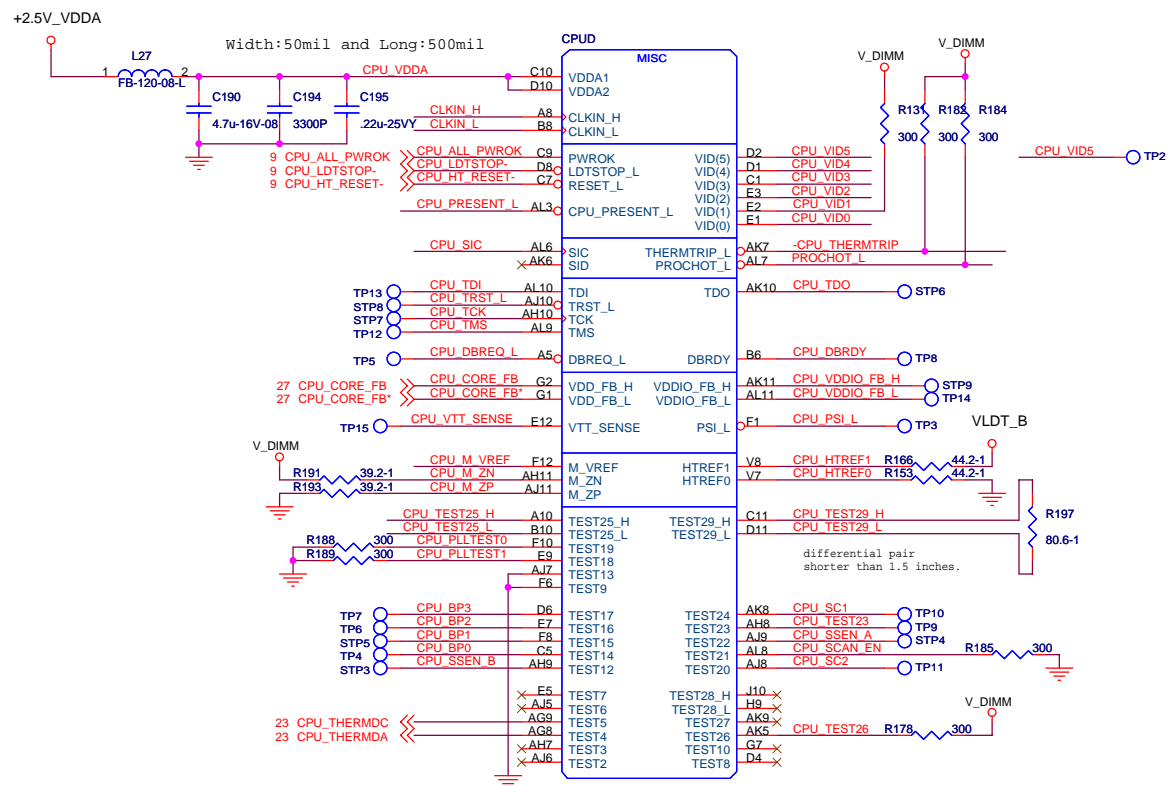 +2.5V_VDDA
L27
1 2
FB-120-08-L
Width:50mil and Long:500mil
CPU_VDDA
C190
4.7u-16V-08
C194
3300P
C195
.22u-25VY
CPUD
MISC
C10 VDDA1
D10 VDDA2
CLKIN_H A8 CLKIN_H
CLKIN_L B8 CLKIN_L
9 CPU_ALL_PWROK CPU_ALL_PWROK C9 PWROK
9 CPU_LDTSTOP- CPU_LDTSTOP- D8 LDTSTOP_L
9 CPU_HT_RESET- CPU_HT_RESET- C7 RESET_L
CPU_PRESENT_L AL3 CPU_PRESENT_L
VID(5) D2 CPU_VID5
VID(4) D1 CPU_VID4
VID(3) C1 CPU_VID3
VID(2) E3 CPU_VID2
VID(1) E2 CPU_VID1
VID(0) E1 CPU_VID0
V_DIMM
V_DIMM
R131
300
R182
300
R184
300
CPU_VID5 TP2
CPU_SIC AL6 SIC
AK6 SID
THERMTRIP_L AK7 -CPU_THERMTRIP
PROCHOT_L AL7 PROCHOT_L
TP13 CPU_TDI AL10 TDI
STP8 CPU_TRST_L AJ10 TRST_L
STP7 CPU_TCK AH10 TCK
TP12 CPU_TMS AL9 TMS
TDO AK10 CPU_TDO STP6
TP5 CPU_DBREQ_L A5 DBREQ_L
DBRDY B6 CPU_DBRDY TP8
27 CPU_CORE_FB CPU_CORE_FB G2 VDD_FB_H
27 CPU_CORE_FB* CPU_CORE_FB* G1 VDD_FB_L
VDDIO_FB_H AK11 CPU_VDDIO_FB_H STP9
VDDIO_FB_L AL11 CPU_VDDIO_FB_L TP14
TP15 CPU_VTT_SENSE E12 VTT_SENSE
PSI_L F1 CPU_PSI_L TP3
V_DIMM
VLDT_B
CPU_M_VREF F12 M_VREF
R191 39.2-1 CPU_M_ZN AH11 M_ZN
R193 39.2-1 CPU_M_ZP AJ11 M_ZP
HTREF1 V8 CPU_HTREF1 R166 44.2-1
HTREF0 V7 CPU_HTREF0 R153 44.2-1
CPU_TEST25_H A10 TEST25_H
CPU_TEST25_L B10 TEST25_L
R188 300 CPU_PLLTEST0 F10 TEST19
R189 300 CPU_PLLTEST1 E9 TEST18
AJ7 TEST13
F6 TEST9
TEST29_H C11 CPU_TEST29_H
TEST29_L D11 CPU_TEST29_L
R197
80.6-1
differential pair
shorter than 1.5 inches.
TP7 CPU_BP3 D6 TEST17
TP6 CPU_BP2 E7 TEST16
STP5 CPU_BP1 F8 TEST15
TP4 CPU_BP0 C5 TEST14
STP3 CPU_SSEN_B AH9 TEST12
TEST24 AK8 CPU_SC1 TP10
TEST23 AH8 CPU_TEST23 TP9
TEST22 AJ9 CPU_SSEN_A STP4
TEST21 AL8 CPU_SCAN_EN R185 300
TEST20 AJ8 CPU_SC2 TP11
E5 TEST7
AJ5 TEST6
23 CPU_THERMDC AG9 TEST5
23 CPU_THERMDA AG8 TEST4
AH7 TEST3
AJ6 TEST2
TEST28_H J10
TEST28_L H9
TEST27 AK9
TEST26 AK5 CPU_TEST26 R178 300
V_DIMM
TEST10 G7
TEST8 D4